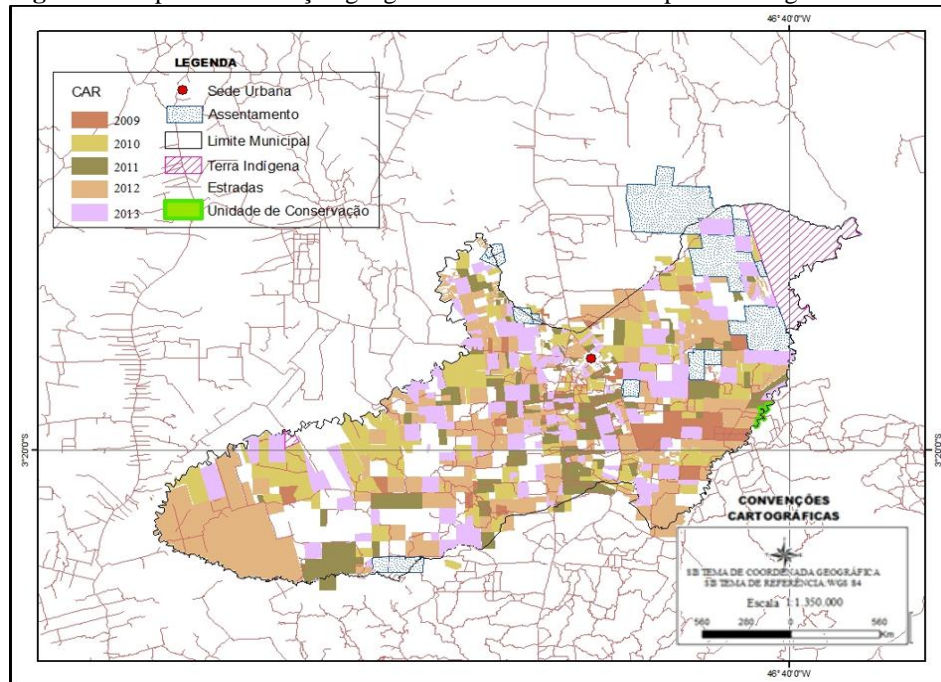 46°40'0"W
LEGENDA
CAR
2009
2010
2011
2012
2013
Sede Urbana
Assentamento
Limite Municipal
Terra Indígena
Estradas
Unidade de Conservação
3°20'0"S
3°20'0"S
CONVENÇÕES
CARTOGRÁFICAS
SISTEMA DE COORDENADA GEOGRÁFICA
SISTEMA DE REFERÊNCIA:WGS 84
Escala 1:1.350.000
560 280 0 560
Km
46°40'0"W